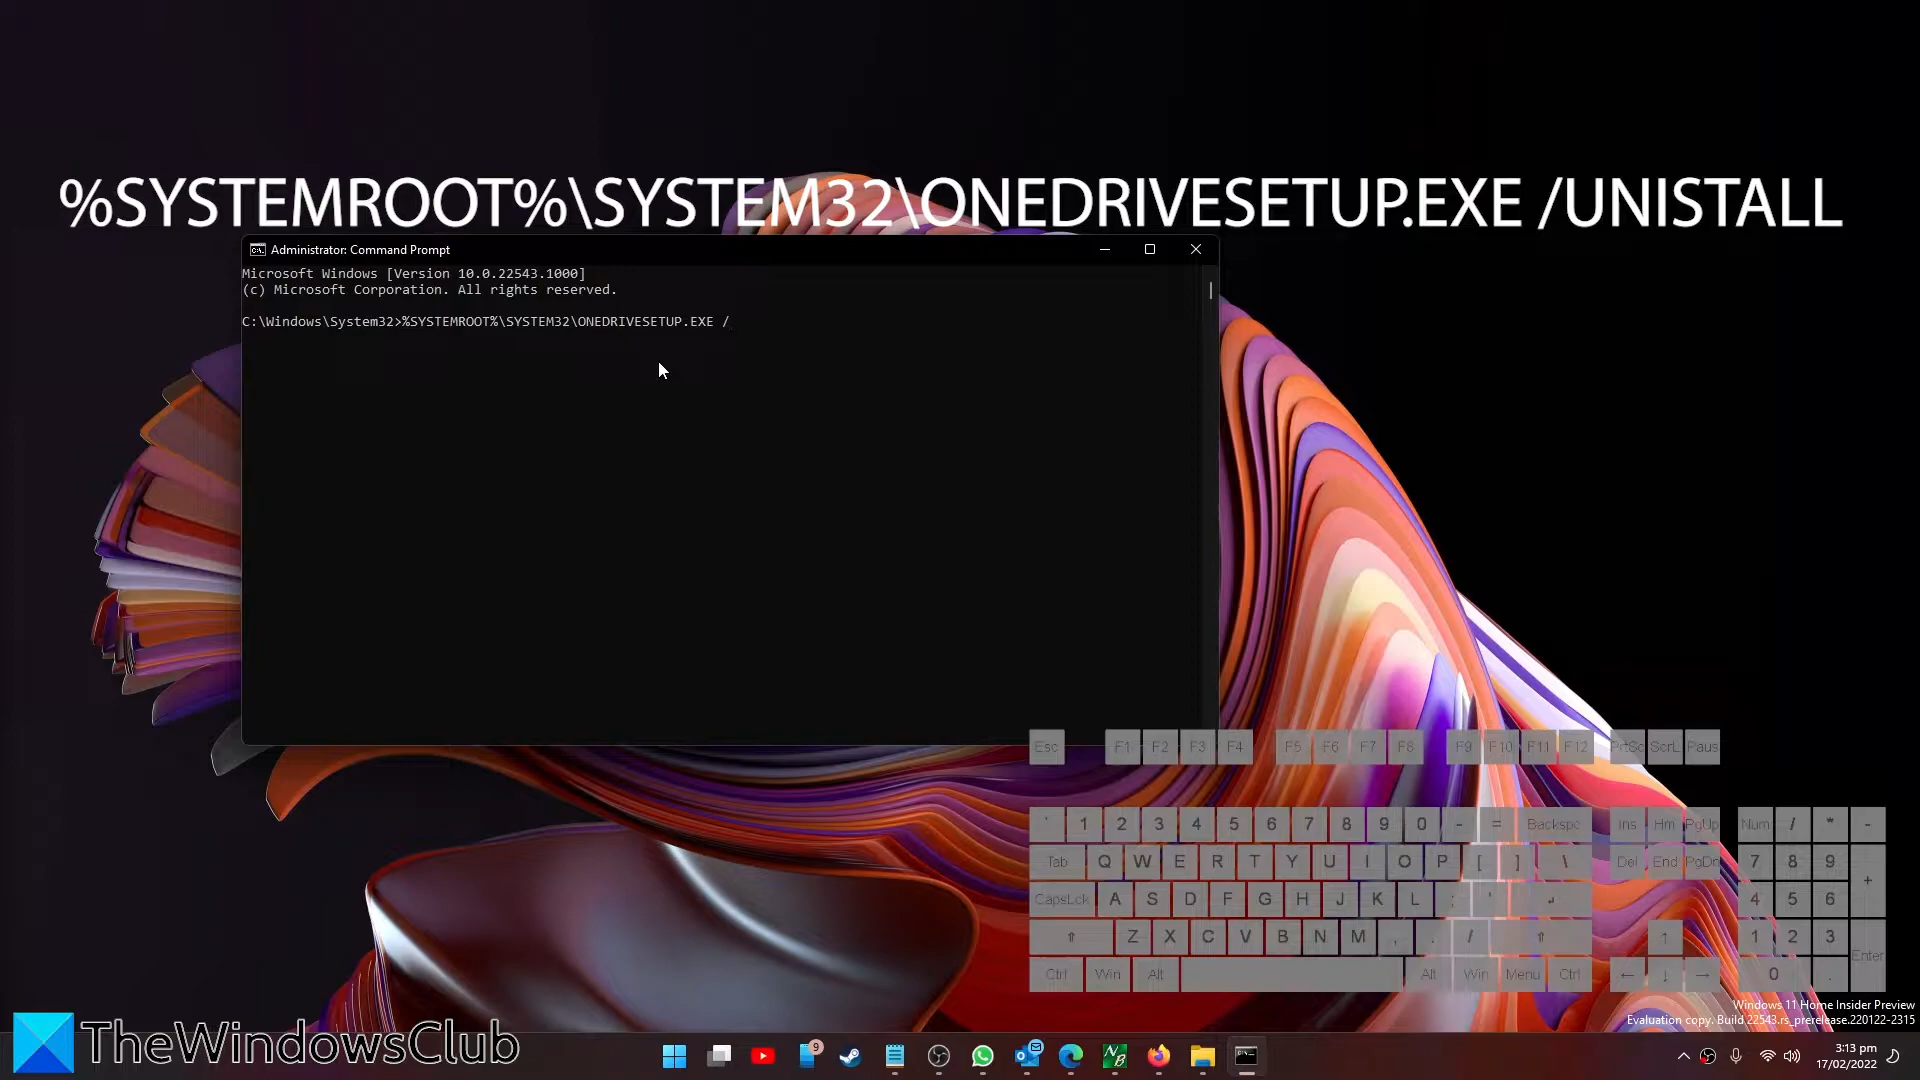 %SYSTEMROOT%\SYSTEM32\ONEDRIVESETUP.EXE /UNISTALL
Administrator: Command Prompt
Microsoft Windows [Version 10.0.22543.1000]
(c) Microsoft Corporation. All rights reserved.
C:\Windows\System32>%SYSTEMROOT%\SYSTEM32\ONEDRIVESETUP.EXE /
Esc F1 F2 F3 F4 F5 F6 F7 F8 F9 F10 F11 F12 PrtSc ScrL Paus
` 1 2 3 4 5 6 7 8 9 0 - = Backspc Ins Hm PgUp Num / * -
Tab Q W E R T Y U I O P [ ] \ Del End PgDn 7 8 9 +
CapsLck A S D F G H J K L ; ' ↵ 4 5 6
⇧ Z X C V B N M , . / ⇧ ↑ 1 2 3 Enter
Ctrl Win Alt Alt Win Menu Ctrl ← ↓ → 0 .
Windows 11 Home Insider Preview
Evaluation copy. Build 22543.rs_prerelease.220122-2315
TheWindowsClub
9
N B
3:13 pm
17/02/2022